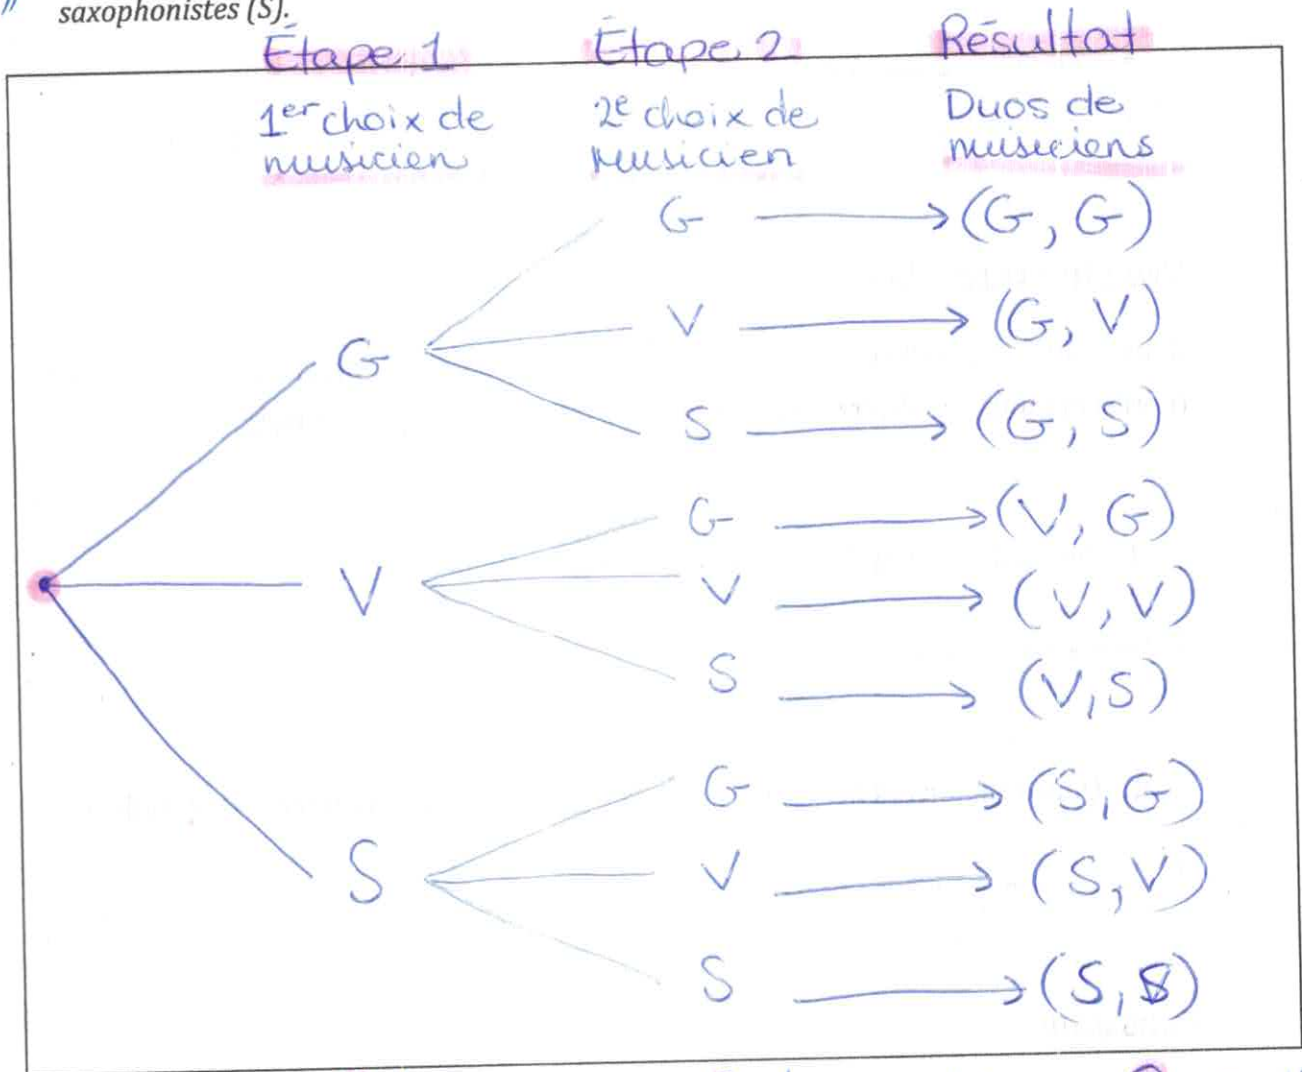 saxophonistes (S).
Étape 1 Étape 2 Résultat
1er choix de 2e choix de Duos de
musicien musicien musiciens
G → (G, G)
V → (G, V)
G
S → (G, S)
G → (V, G)
V V → (V, V)
S → (V, S)
G → (S, G)
S V → (S, V)
S → (S, S)